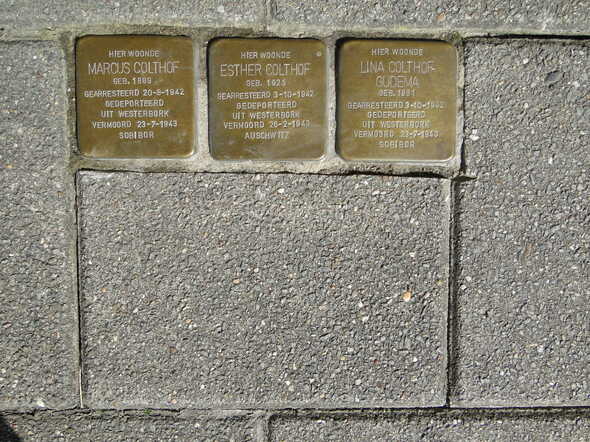 HIER WOONDE
MARCUS COLTHOF
GEB. 1889
GEARRESTEERD 20-8-1942
GEDEPORTEERD
UIT WESTERBORK
VERMOORD 23-7-1943
SOBIBOR
HIER WOONDE
ESTHER COLTHOF
GEB. 1925
GEARRESTEERD 3-10-1942
GEDEPORTEERD
UIT WESTERBORK
VERMOORD 26-2-1943
AUSCHWITZ
HIER WOONDE
LINA COLTHOF-
GUDEMA
GEB. 1891
GEARRESTEERD 3-10-1942
GEDEPORTEERD
UIT WESTERBORK
VERMOORD 23-7-1943
SOBIBOR